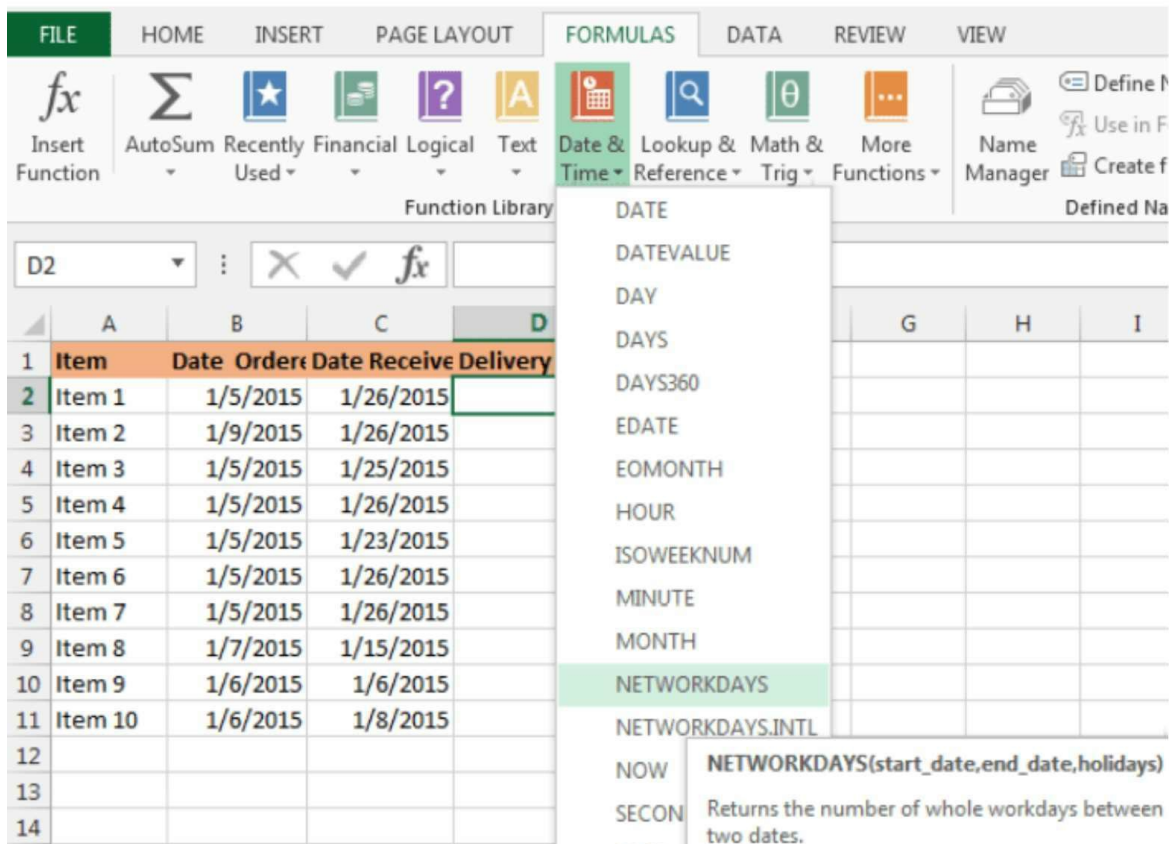 FILE HOME INSERT PAGE LAYOUT FORMULAS DATA REVIEW VIEW
fx Σ ? A θ ... Define N
Insert AutoSum Recently Financial Logical Text Date & Lookup & Math & More Name Use in F
Function Used Time Reference Trig Functions Manager Create f
Function Library Defined Na
D2 fx
DATE
DATEVALUE
DAY
DAYS
DAYS360
EDATE
EOMONTH
HOUR
ISOWEEKNUM
MINUTE
MONTH
NETWORKDAYS
NETWORKDAYS.INTL
NOW
SECON
NETWORKDAYS(start_date,end_date,holidays)
Returns the number of whole workdays between
two dates.
A B C D G H I
1 Item Date Ordere Date Receive Delivery
2 Item 1 1/5/2015 1/26/2015
3 Item 2 1/9/2015 1/26/2015
4 Item 3 1/5/2015 1/25/2015
5 Item 4 1/5/2015 1/26/2015
6 Item 5 1/5/2015 1/23/2015
7 Item 6 1/5/2015 1/26/2015
8 Item 7 1/5/2015 1/26/2015
9 Item 8 1/7/2015 1/15/2015
10 Item 9 1/6/2015 1/6/2015
11 Item 10 1/6/2015 1/8/2015
12
13
14